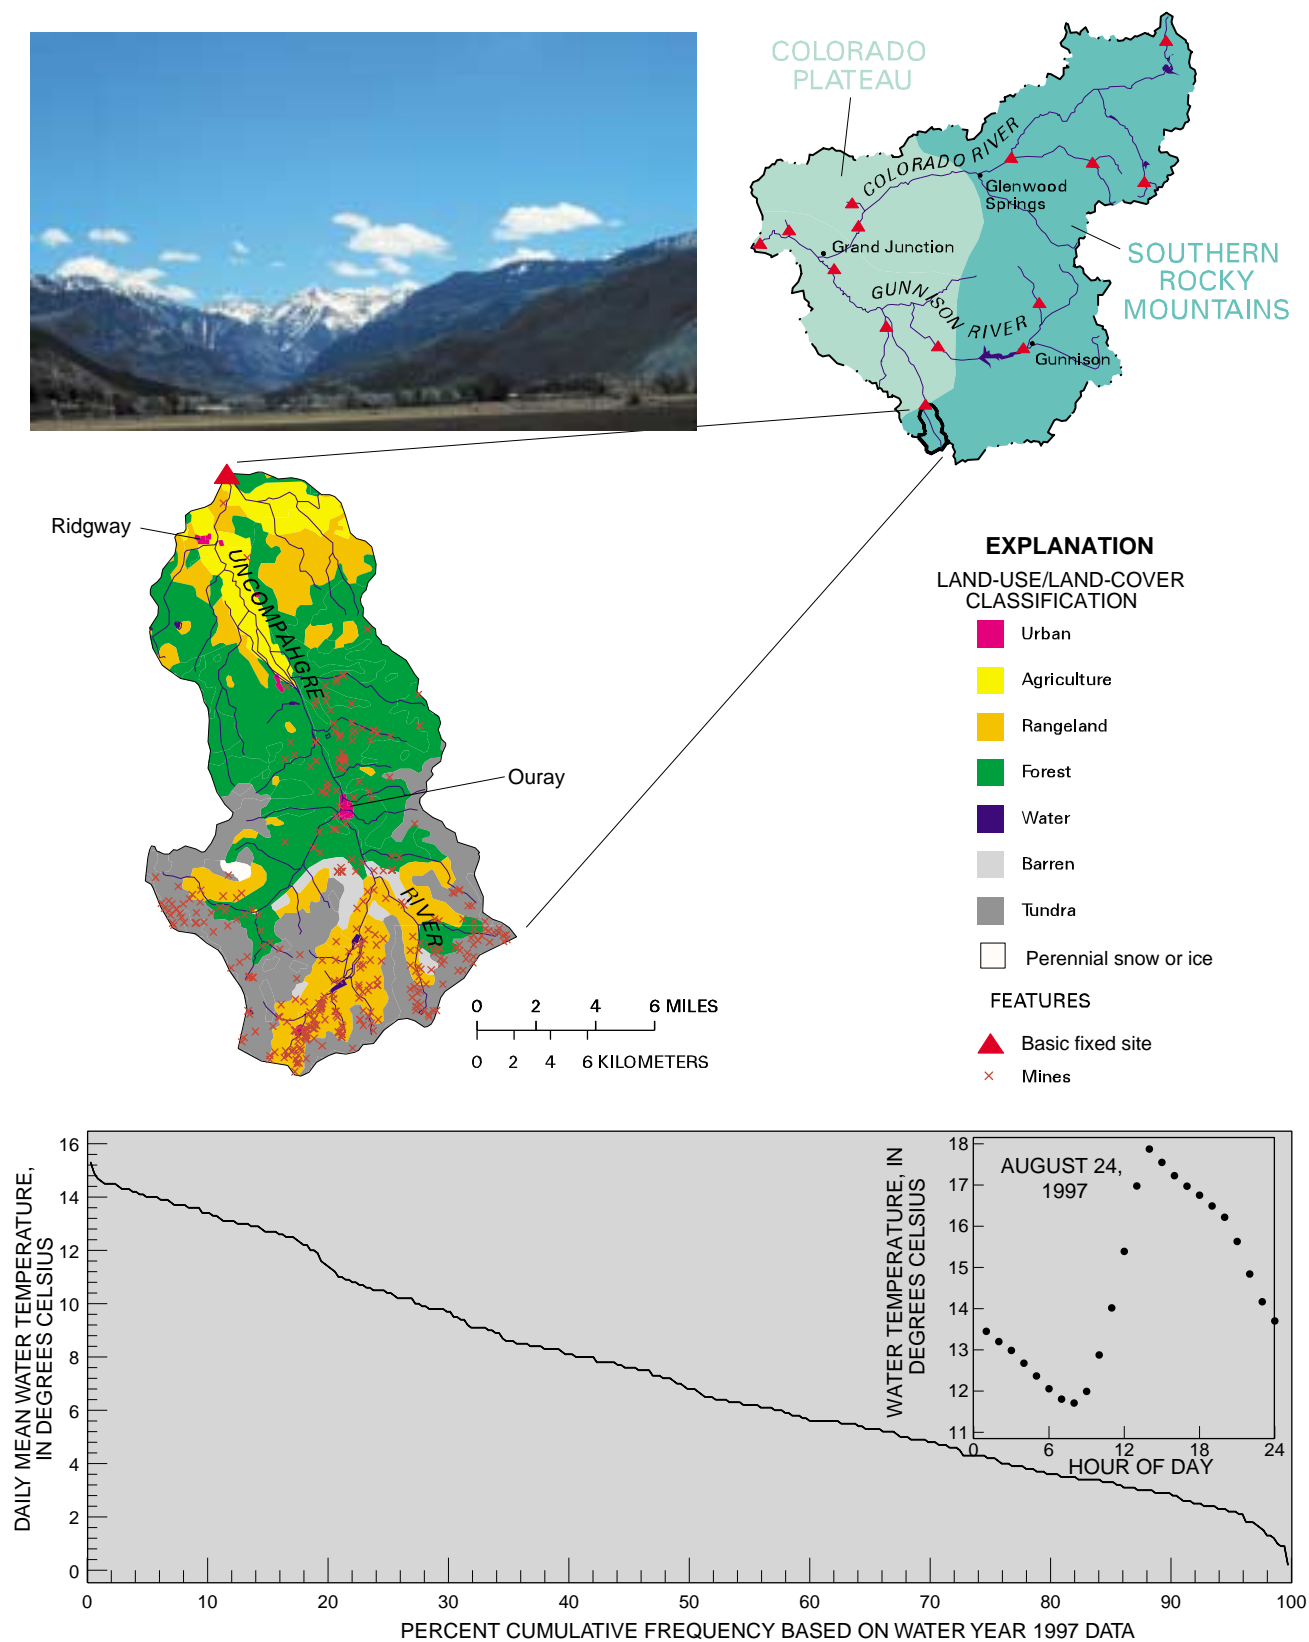 COLORADO
PLATEAU
COLORADO RIVER
Glenwood
Springs
Grand Junction
SOUTHERN
ROCKY
MOUNTAINS
GUNNISON RIVER
Gunnison
Ridgway
UNCOMPAHGRE
Ouray
RIVER
0 2 4 6 MILES
0 2 4 6 KILOMETERS
EXPLANATION
LAND-USE/LAND-COVER
CLASSIFICATION
Urban
Agriculture
Rangeland
Forest
Water
Barren
Tundra
Perennial snow or ice
FEATURES
Basic fixed site
Mines
DAILY MEAN WATER TEMPERATURE,
IN DEGREES CELSIUS
16
14
12
10
8
6
4
2
0
0 10 20 30 40 50 60 70 80 90 100
PERCENT CUMULATIVE FREQUENCY BASED ON WATER YEAR 1997 DATA
WATER TEMPERATURE, IN
DEGREES CELSIUS
18
17
16
15
14
13
12
11
AUGUST 24,
1997
0 6 12 18 24
HOUR OF DAY